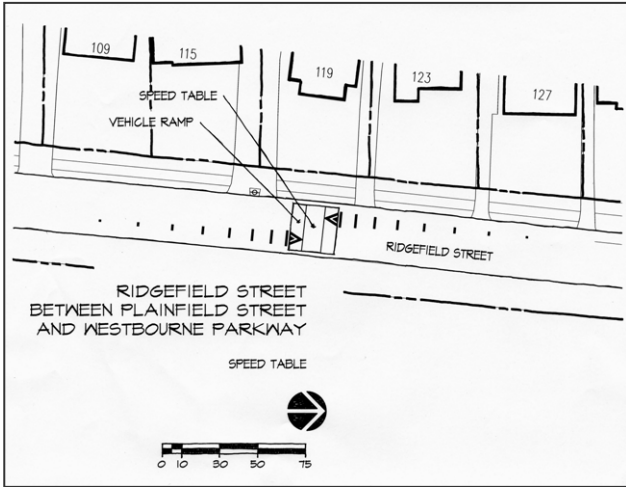 109
115
119
123
127
SPEED TABLE
VEHICLE RAMP
RIDGEFIELD STREET
RIDGEFIELD STREET
BETWEEN PLAINFIELD STREET
AND WESTBOURNE PARKWAY
SPEED TABLE
0 10 30 50 75